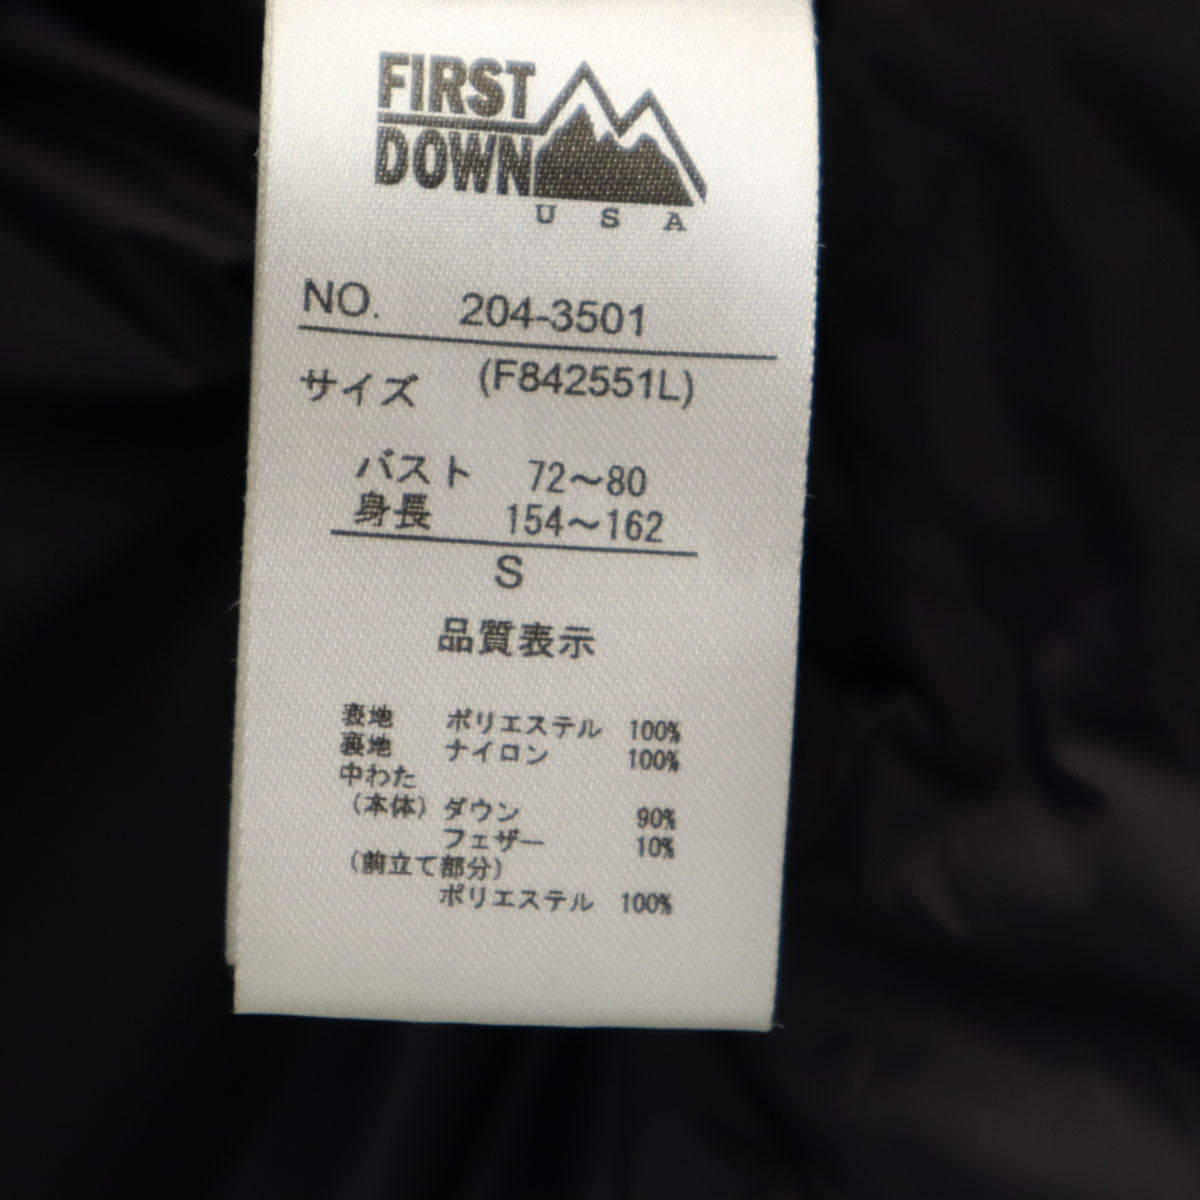 FIRST
DOWN
USA
NO. 204-3501
サイズ (F842551L)
バスト 72～80
身長 154～162
S
品質表示
表地 ポリエステル 100%
裏地 ナイロン 100%
中わた
(本体) ダウン 90%
フェザー 10%
(前立て部分)
ポリエステル 100%